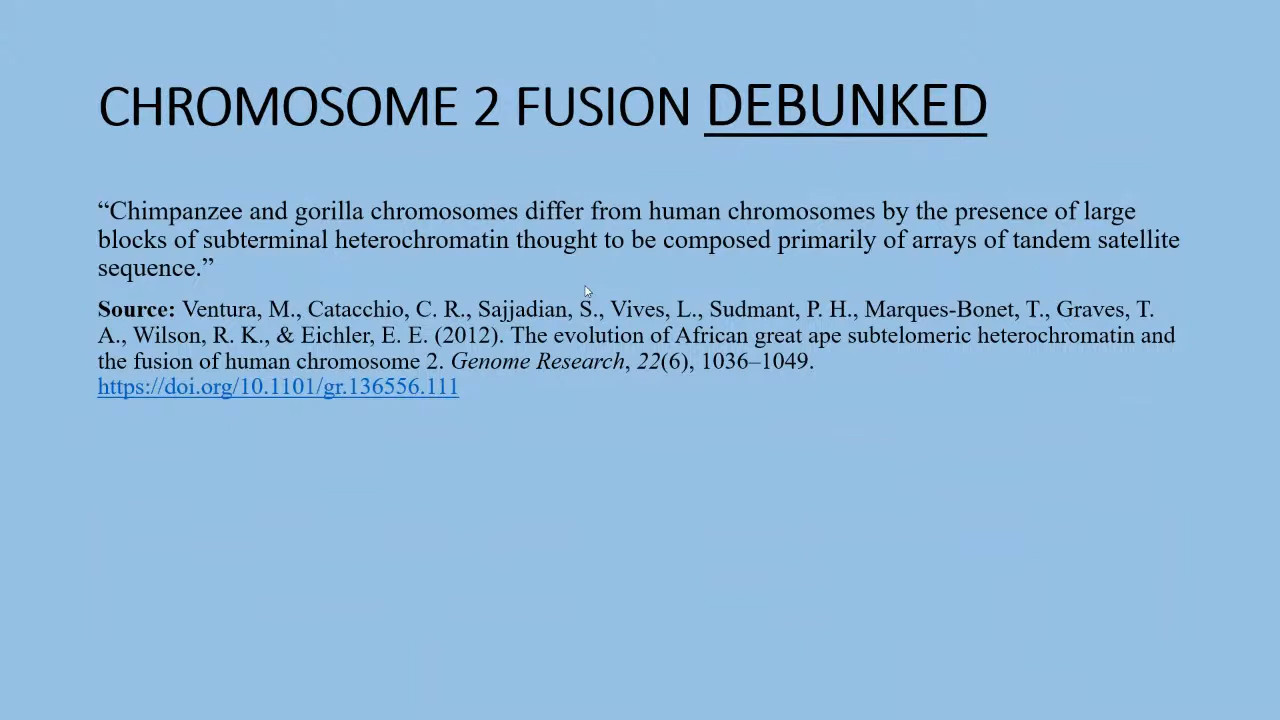 CHROMOSOME 2 FUSION DEBUNKED
“Chimpanzee and gorilla chromosomes differ from human chromosomes by the presence of large
blocks of subterminal heterochromatin thought to be composed primarily of arrays of tandem satellite
sequence.”
Source: Ventura, M., Catacchio, C. R., Sajjadian, S., Vives, L., Sudmant, P. H., Marques-Bonet, T., Graves, T.
A., Wilson, R. K., & Eichler, E. E. (2012). The evolution of African great ape subtelomeric heterochromatin and
the fusion of human chromosome 2. Genome Research, 22(6), 1036–1049.
https://doi.org/10.1101/gr.136556.111